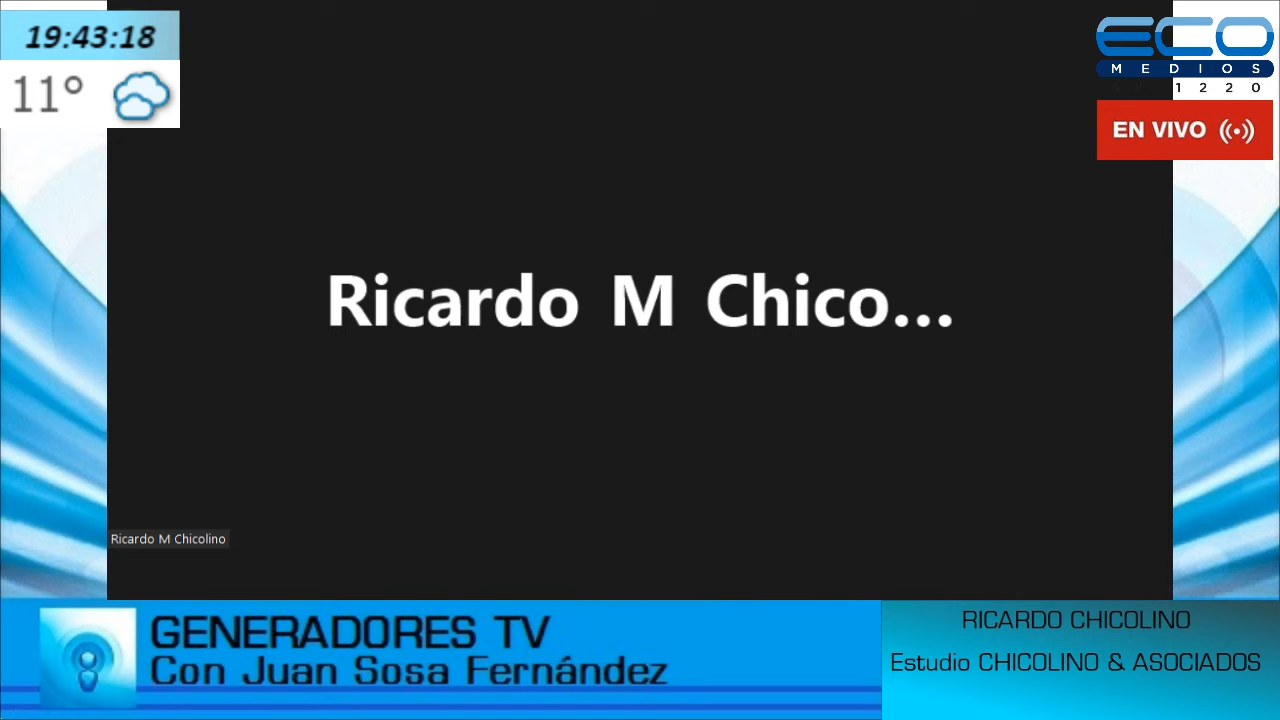 19:43:18
11°
ECO
MEDIOS
1220
EN VIVO
Ricardo M Chico...
Ricardo M Chicolino
GENERADORES TV
Con Juan Sosa Fernández
RICARDO CHICOLINO
Estudio CHICOLINO & ASOCIADOS